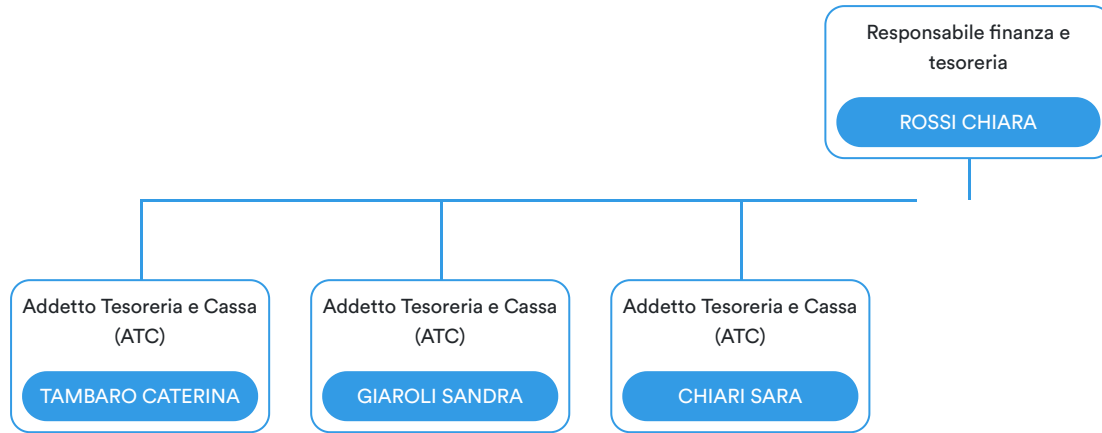 Responsabile finanza e
tesoreria
ROSSI CHIARA
Addetto Tesoreria e Cassa
(ATC)
TAMBARO CATERINA
Addetto Tesoreria e Cassa
(ATC)
GIAROLI SANDRA
Addetto Tesoreria e Cassa
(ATC)
CHIARI SARA